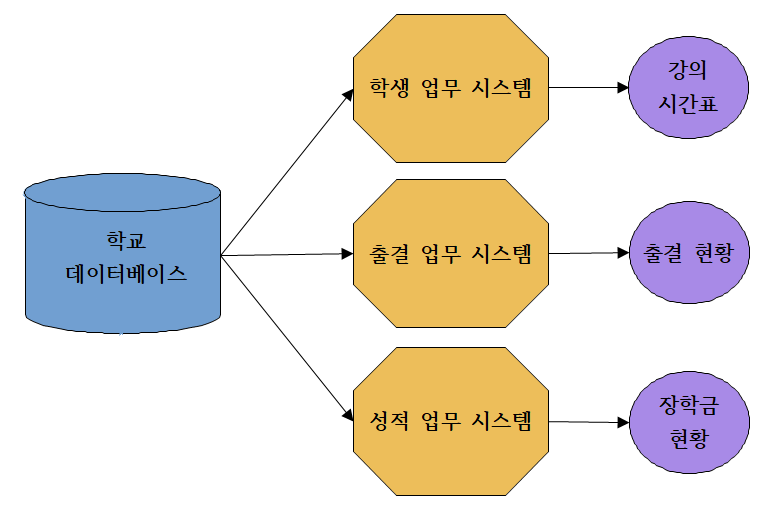 학교
데이터베이스
학생 업무 시스템
강의
시간표
출결 업무 시스템
출결 현황
성적 업무 시스템
장학금
현황